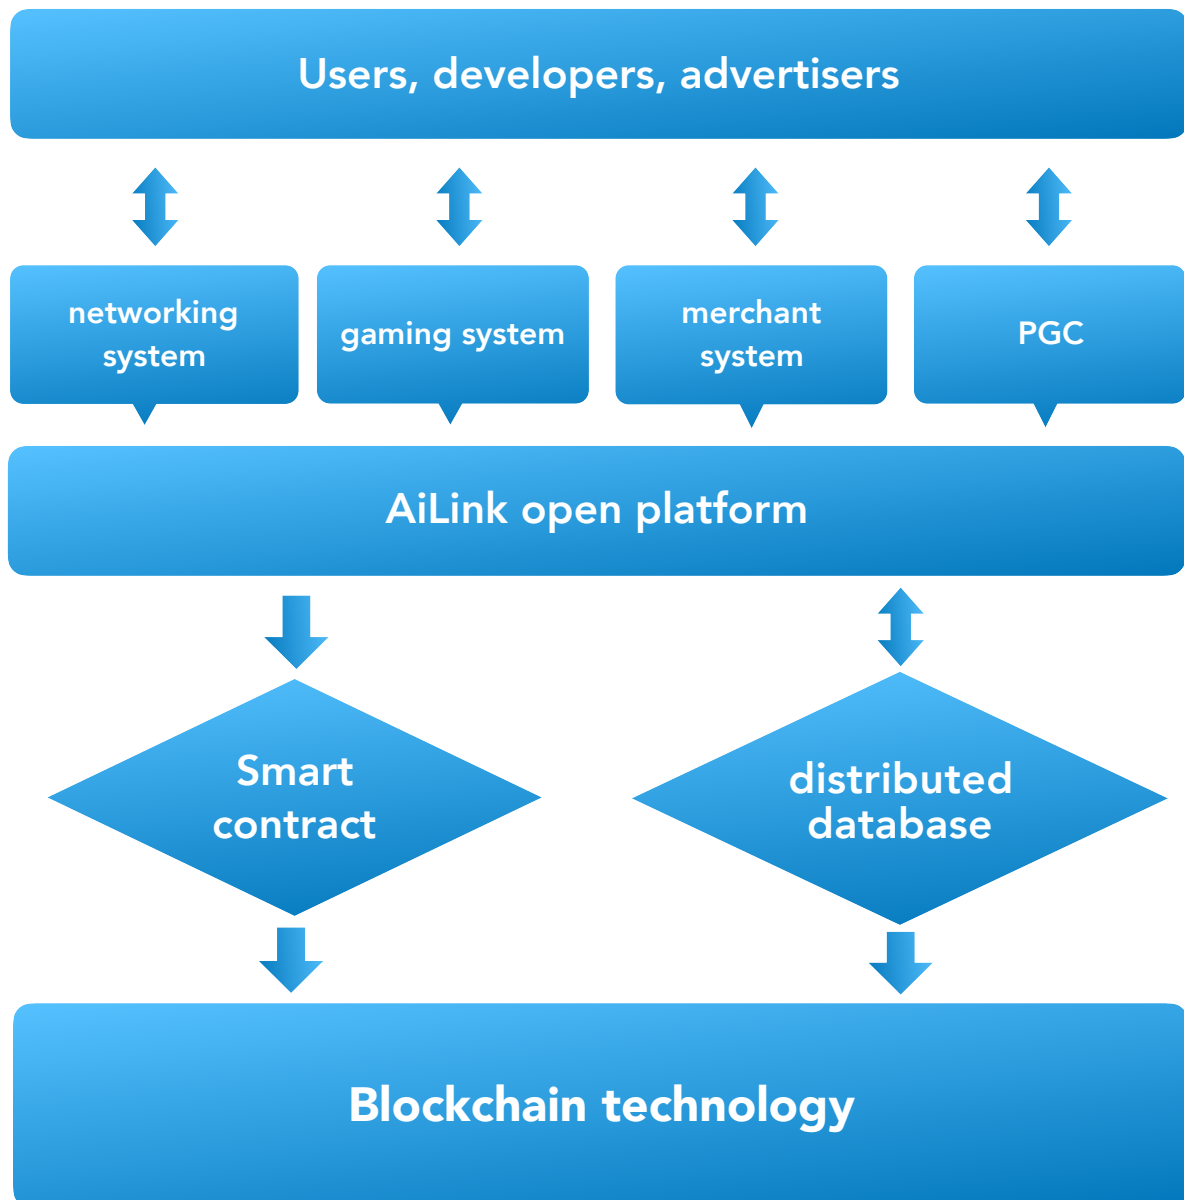 Users, developers, advertisers
networking
system
gaming system
merchant
system
PGC
AiLink open platform
Smart
contract
distributed
database
Blockchain technology